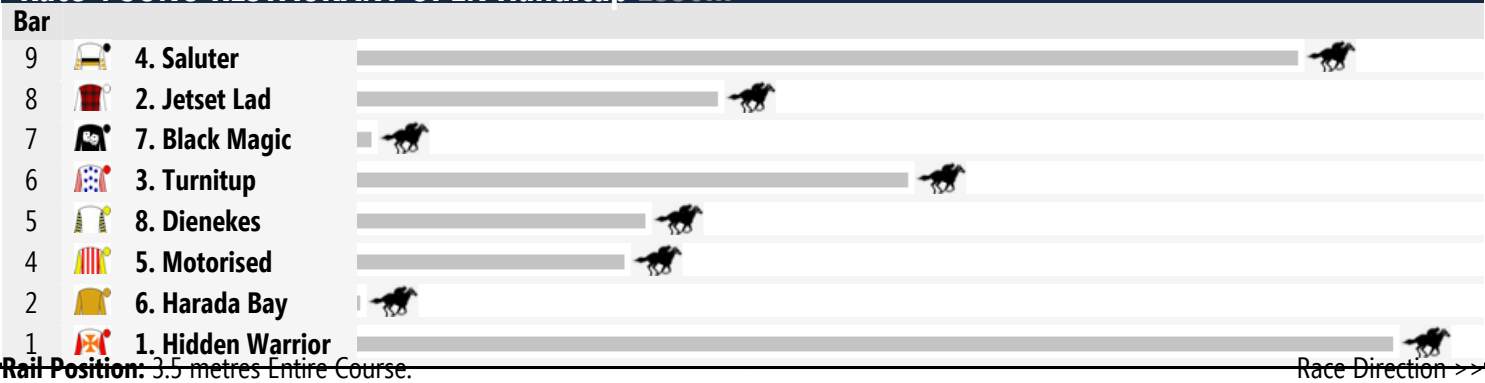 Bar
9 4. Saluter
8 2. Jetset Lad
7 7. Black Magic
6 3. Turnitup
5 8. Dienekes
4 5. Motorised
2 6. Harada Bay
1 1. Hidden Warrior
Rail Position: 3.5 metres Entire Course. Race Direction >>